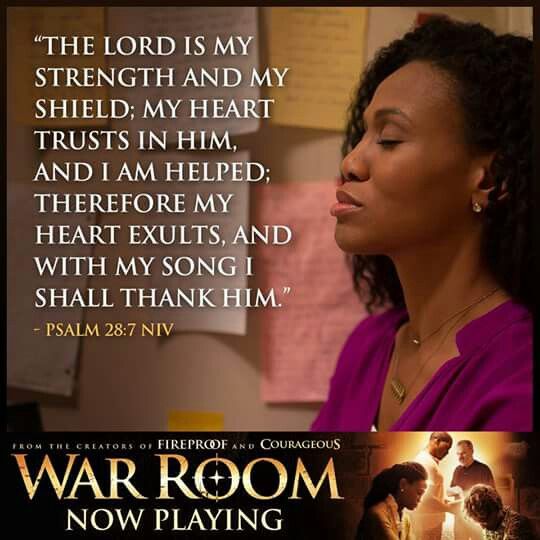 “THE LORD IS MY
STRENGTH AND MY
SHIELD; MY HEART
TRUSTS IN HIM,
AND I AM HELPED;
THEREFORE MY
HEART EXULTS, AND
WITH MY SONG I
SHALL THANK HIM.”
- PSALM 28:7 NIV
FROM THE CREATORS OF FIREPROOF AND COURAGEOUS
WAR ROOM
NOW PLAYING